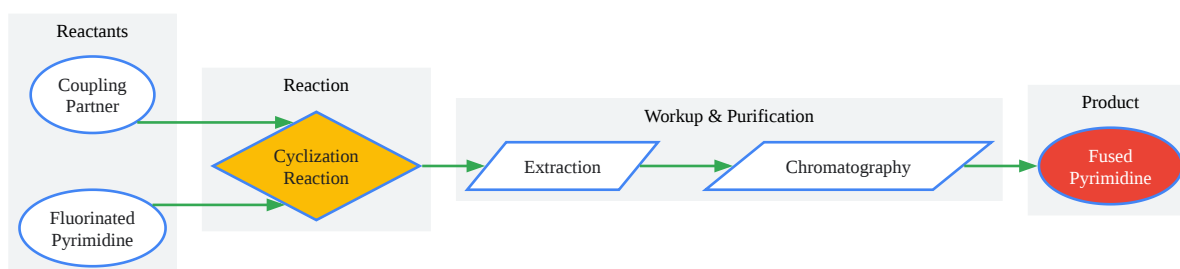 Reactants
Coupling
Partner
Fluorinated
Pyrimidine
Reaction
Cyclization
Reaction
Workup & Purification
Extraction
Chromatography
Product
Fused
Pyrimidine